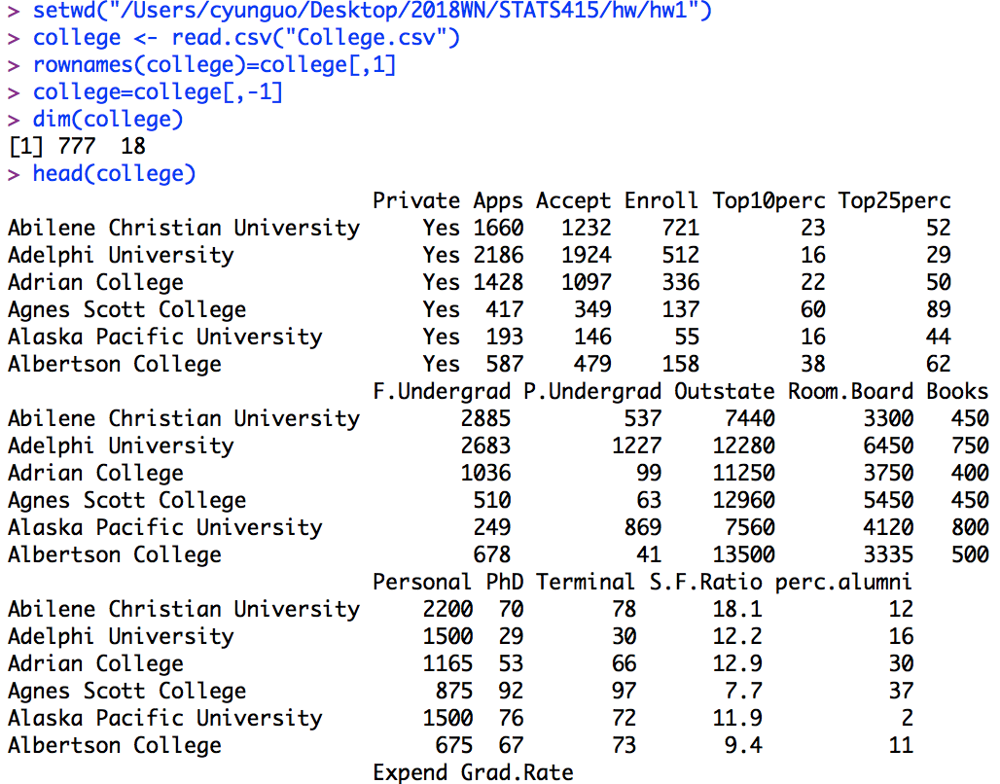 > setwd("/Users/cyunguo/Desktop/2018WN/STATS415/hw/hw1")
> college <- read.csv("College.csv")
> rownames(college)=college[,1]
> college=college[,-1]
> dim(college)
[1] 777  18
> head(college)
                             Private Apps Accept Enroll Top10perc Top25perc
Abilene Christian University     Yes 1660   1232    721        23        52
Adelphi University               Yes 2186   1924    512        16        29
Adrian College                   Yes 1428   1097    336        22        50
Agnes Scott College              Yes  417    349    137        60        89
Alaska Pacific University        Yes  193    146     55        16        44
Albertson College                Yes  587    479    158        38        62
                             F.Undergrad P.Undergrad Outstate Room.Board Books
Abilene Christian University        2885         537     7440       3300   450
Adelphi University                  2683        1227    12280       6450   750
Adrian College                      1036          99    11250       3750   400
Agnes Scott College                  510          63    12960       5450   450
Alaska Pacific University            249         869     7560       4120   800
Albertson College                    678          41    13500       3335   500
                             Personal PhD Terminal S.F.Ratio perc.alumni
Abilene Christian University     2200  70       78      18.1          12
Adelphi University               1500  29       30      12.2          16
Adrian College                   1165  53       66      12.9          30
Agnes Scott College               875  92       97       7.7          37
Alaska Pacific University        1500  76       72      11.9           2
Albertson College                 675  67       73       9.4          11
                             Expend Grad.Rate